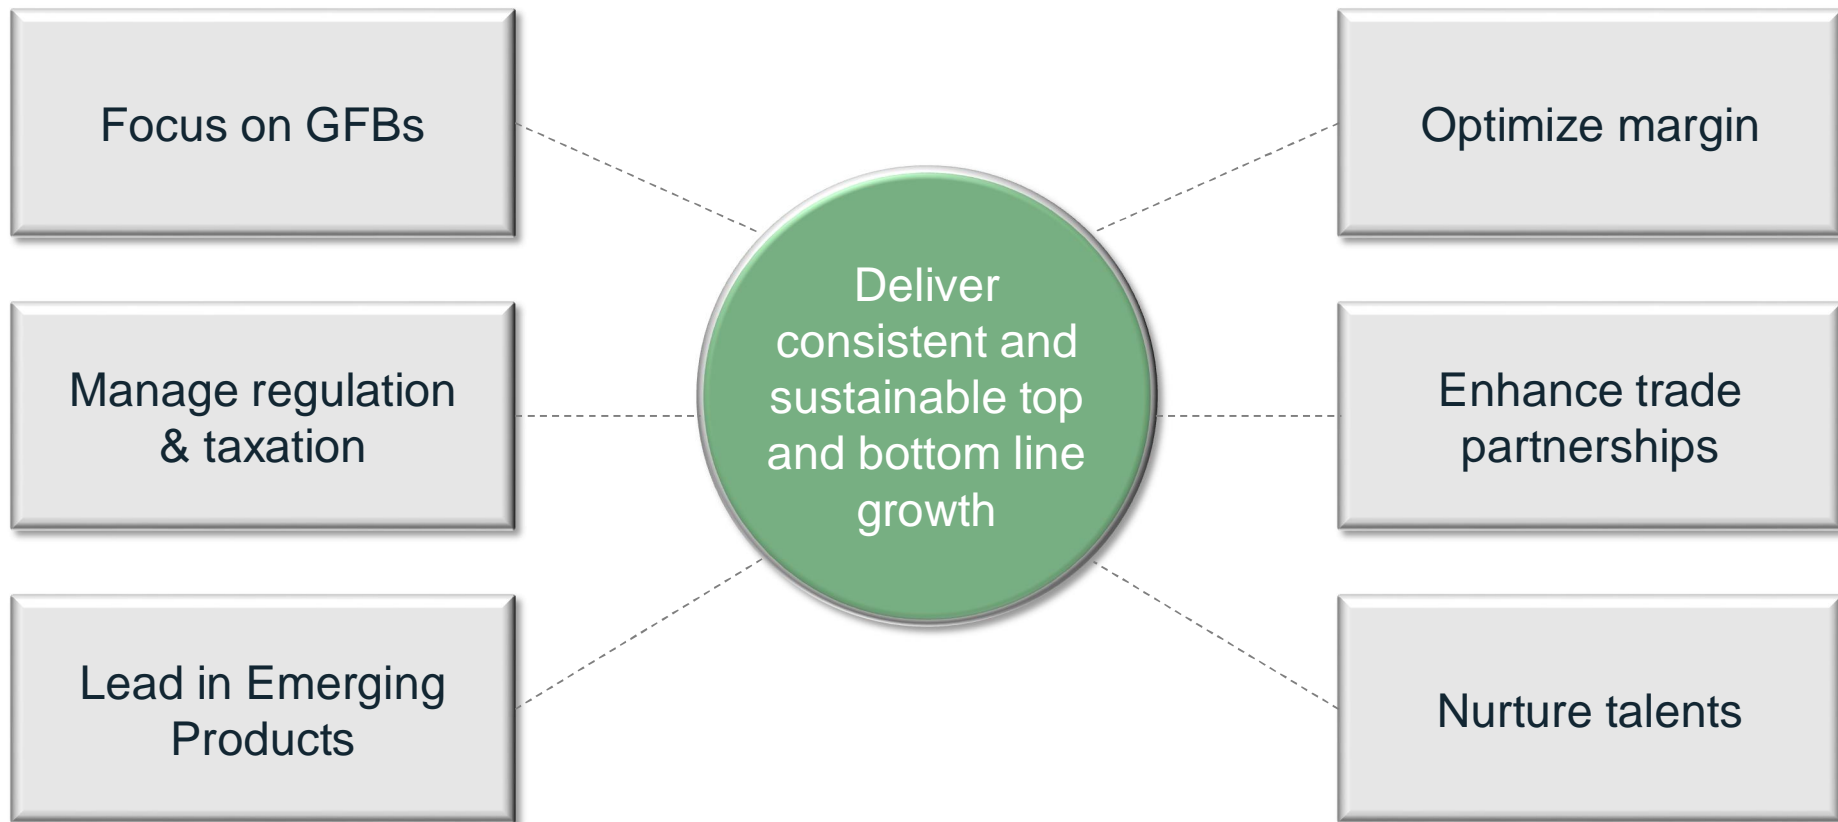 Focus on GFBs
Manage regulation
& taxation
Lead in Emerging
Products
Deliver
consistent and
sustainable top
and bottom line
growth
Optimize margin
Enhance trade
partnerships
Nurture talents